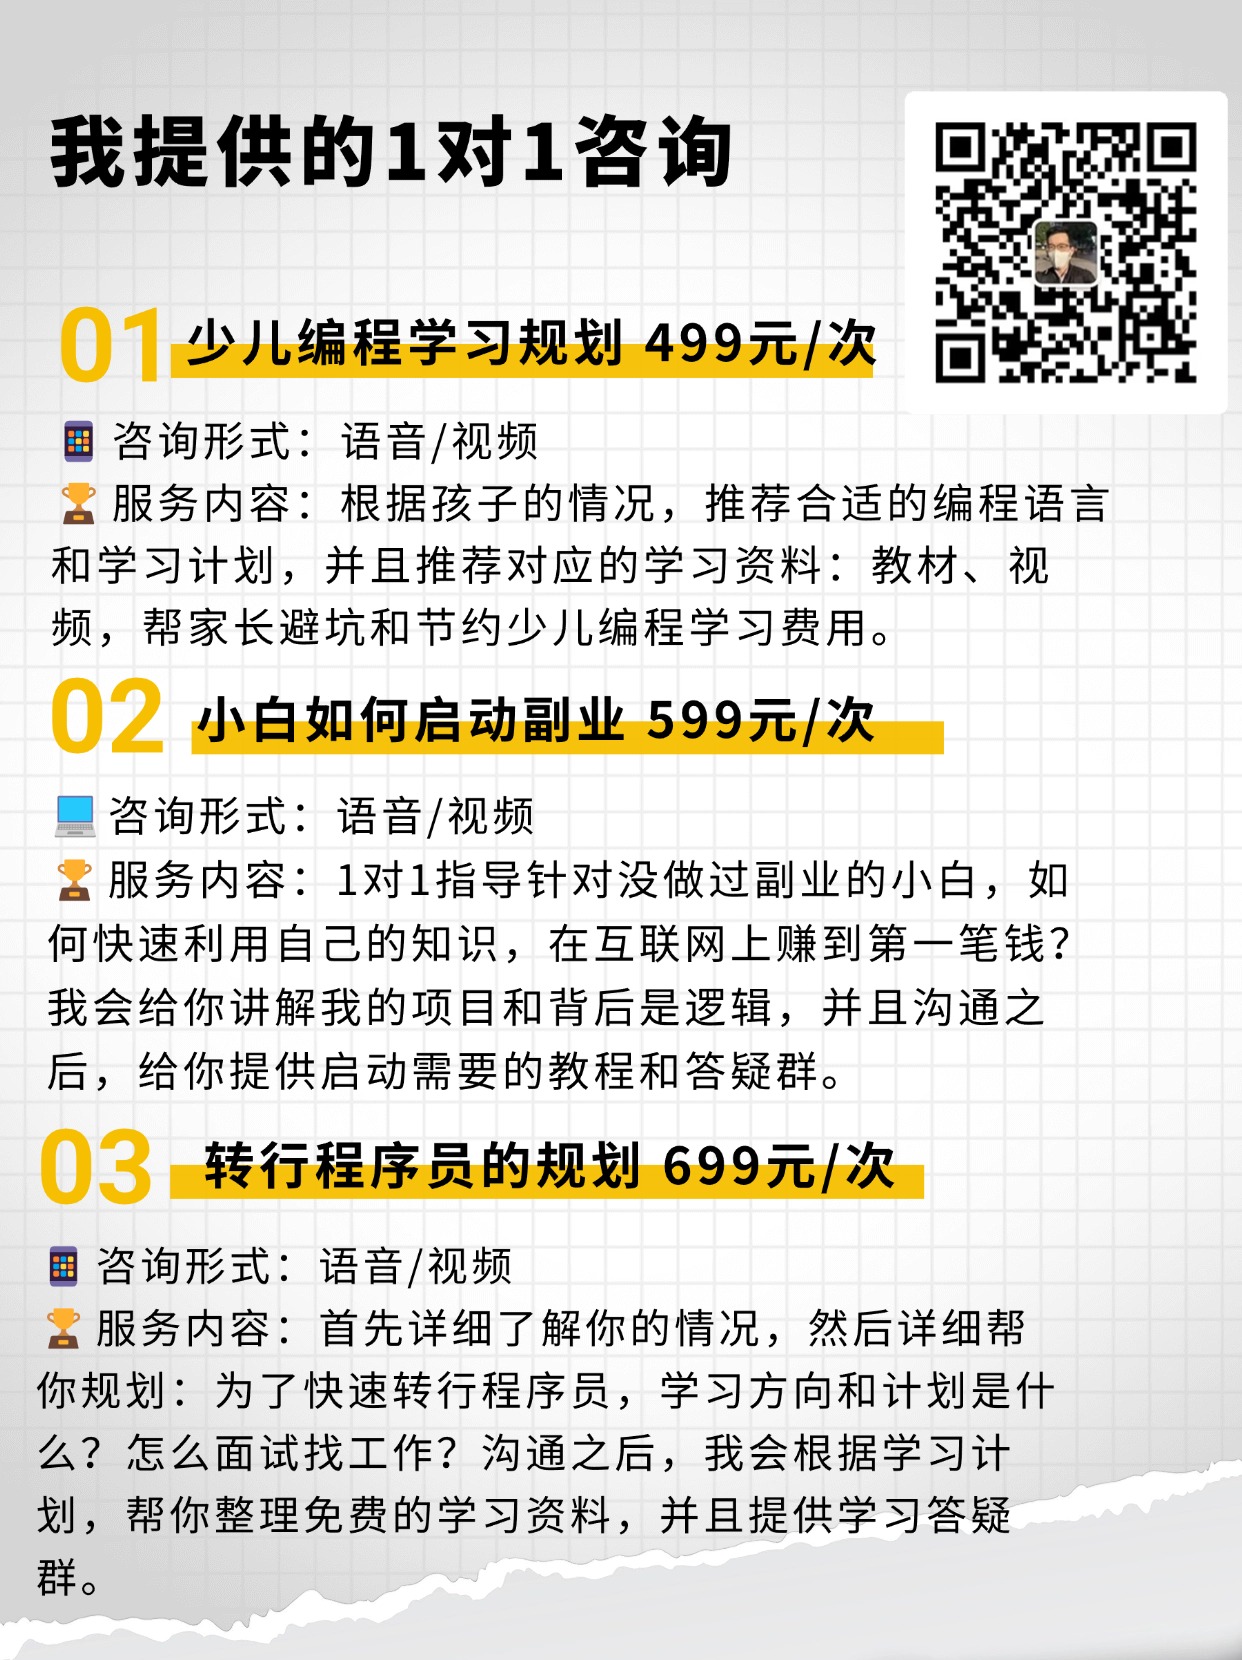 我提供的1对1咨询
01 少儿编程学习规划 499元/次
咨询形式：语音/视频
服务内容：根据孩子的情况，推荐合适的编程语言
和学习计划，并且推荐对应的学习资料：教材、视
频，帮家长避坑和节约少儿编程学习费用。
02 小白如何启动副业 599元/次
咨询形式：语音/视频
服务内容：1对1指导针对没做过副业的小白，如
何快速利用自己的知识，在互联网上赚到第一笔钱？
我会给你讲解我的项目和背后是逻辑，并且沟通之
后，给你提供启动需要的教程和答疑群。
03 转行程序员的规划 699元/次
咨询形式：语音/视频
服务内容：首先详细了解你的情况，然后详细帮
你规划：为了快速转行程序员，学习方向和计划是什
么？怎么面试找工作？沟通之后，我会根据学习计
划，帮你整理免费的学习资料，并且提供学习答疑
群。